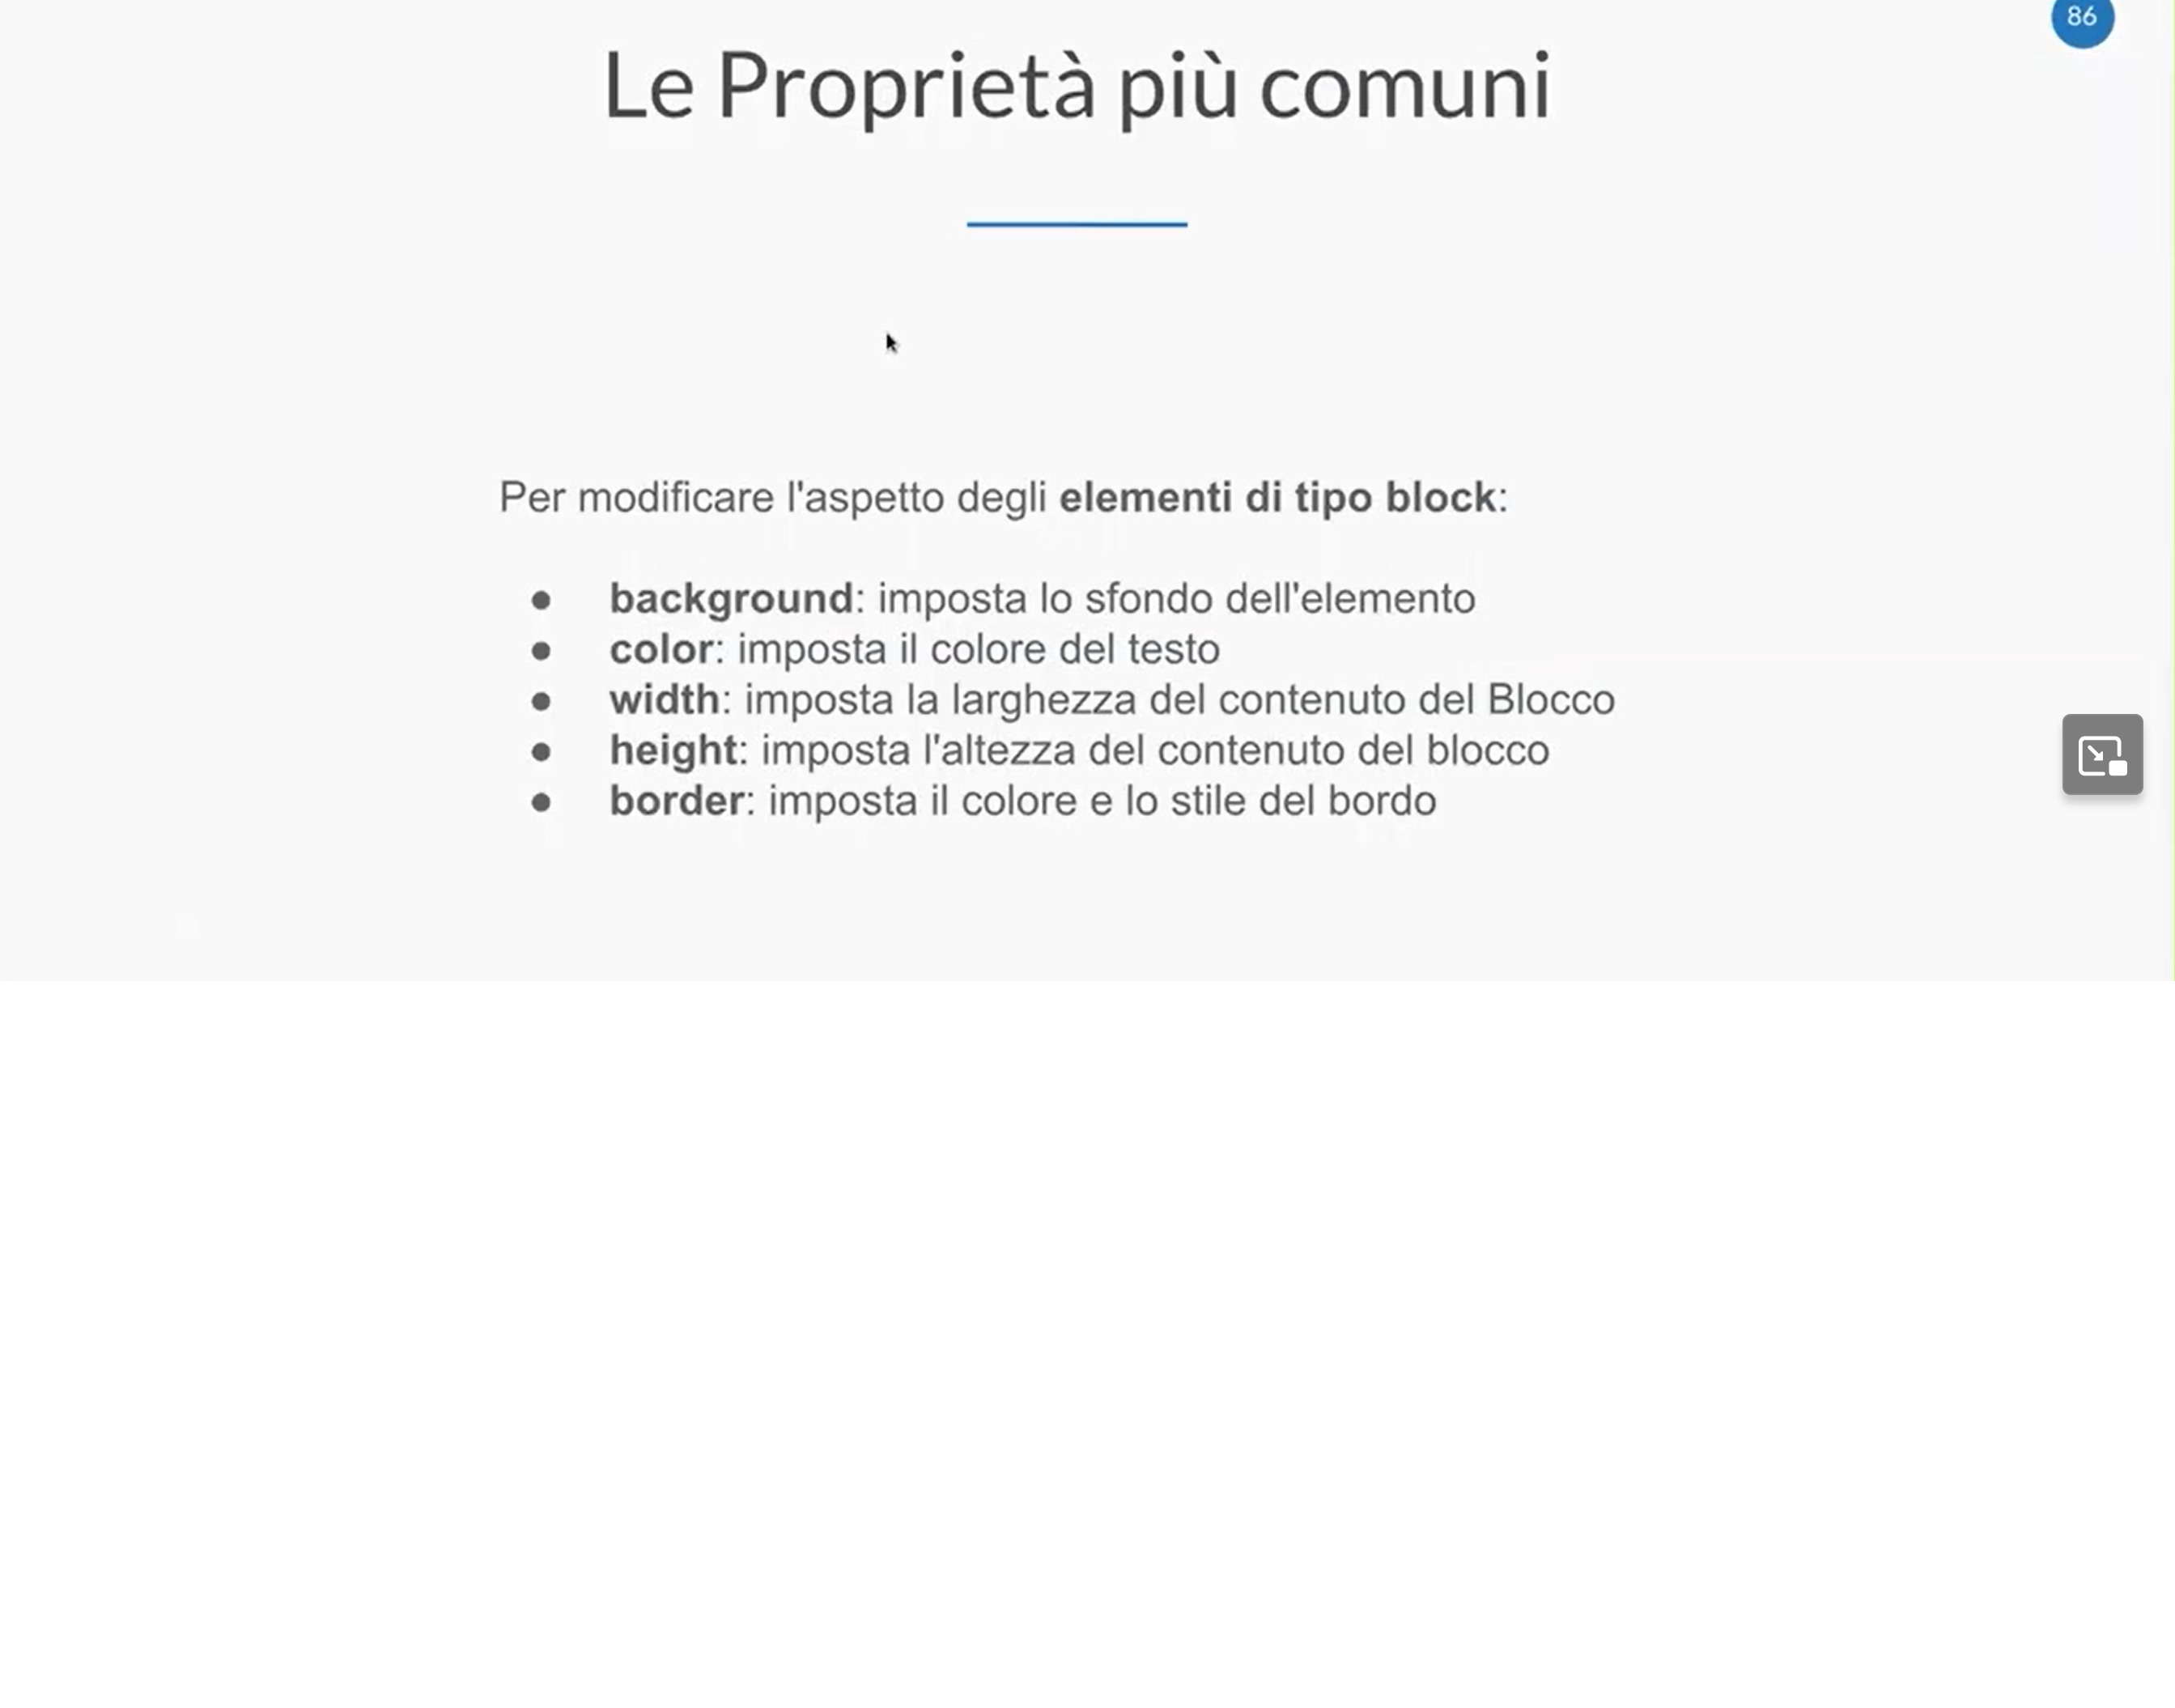 86
Le Proprietà più comuni
Per modificare l'aspetto degli elementi di tipo block:
● background: imposta lo sfondo dell'elemento
● color: imposta il colore del testo
● width: imposta la larghezza del contenuto del Blocco
● height: imposta l'altezza del contenuto del blocco
● border: imposta il colore e lo stile del bordo